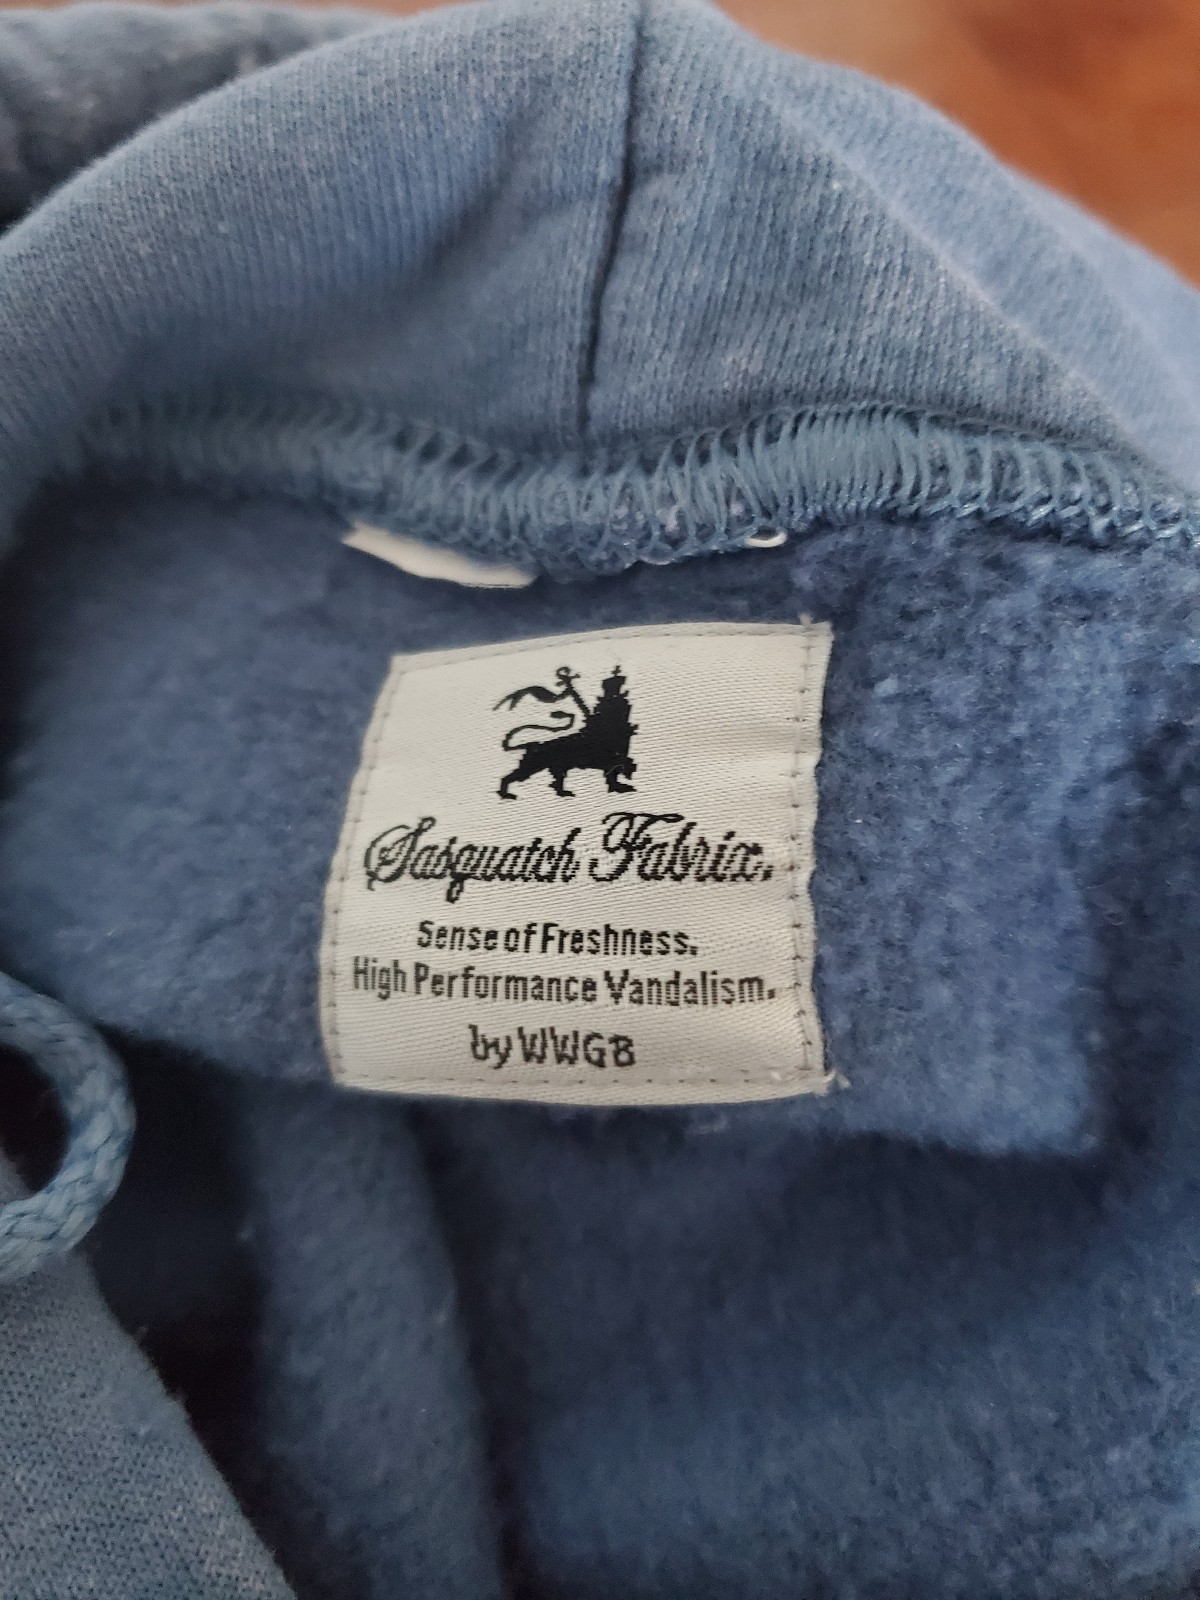 Sasquatch Fabrix.
Sense of Freshness.
High Performance Vandalism.
by WWGB